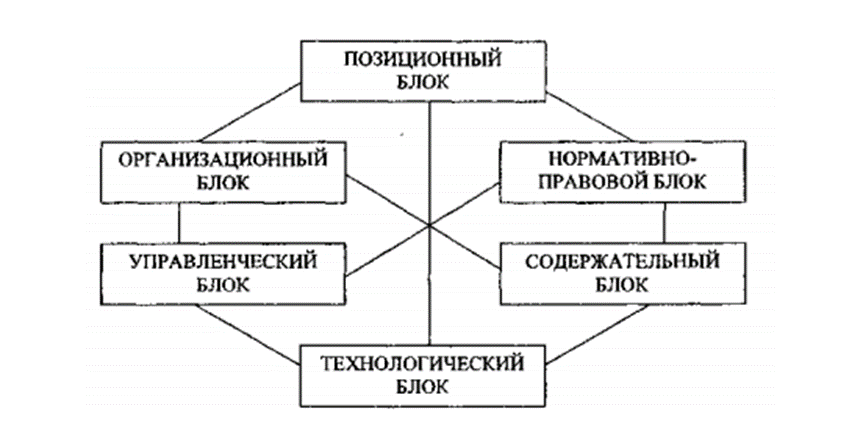 ПОЗИЦИОННЫЙ
БЛОК
ОРГАНИЗАЦИОННЫЙ
БЛОК
НОРМАТИВНО-
ПРАВОВОЙ БЛОК
УПРАВЛЕНЧЕСКИЙ
БЛОК
СОДЕРЖАТЕЛЬНЫЙ
БЛОК
ТЕХНОЛОГИЧЕСКИЙ
БЛОК